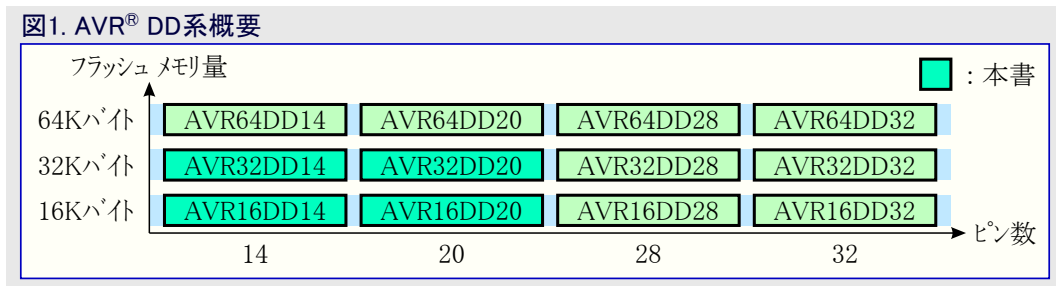 図1. AVR® DD系概要
フラッシュ メモリ量
：本書
64Kバイト AVR64DD14 AVR64DD20 AVR64DD28 AVR64DD32
32Kバイト AVR32DD14 AVR32DD20 AVR32DD28 AVR32DD32
16Kバイト AVR16DD14 AVR16DD20 AVR16DD28 AVR16DD32
ピン数
14 20 28 32